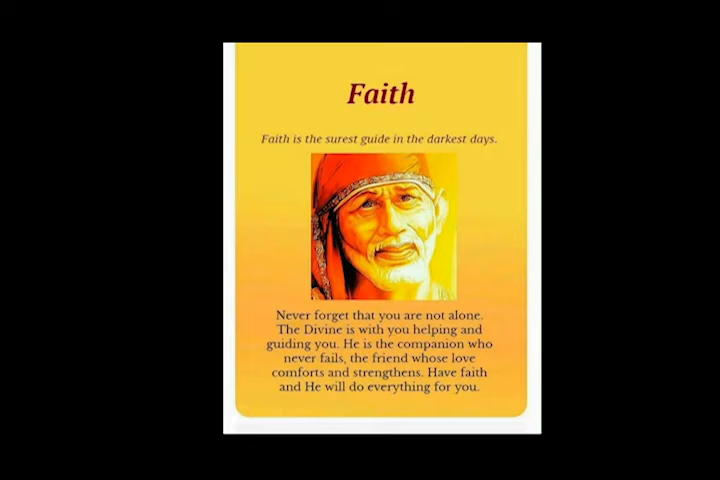 Faith
Faith is the surest guide in the darkest days.
Never forget that you are not alone.
The Divine is with you helping and
guiding you. He is the companion who
never fails, the friend whose love
comforts and strengthens. Have faith
and He will do everything for you.